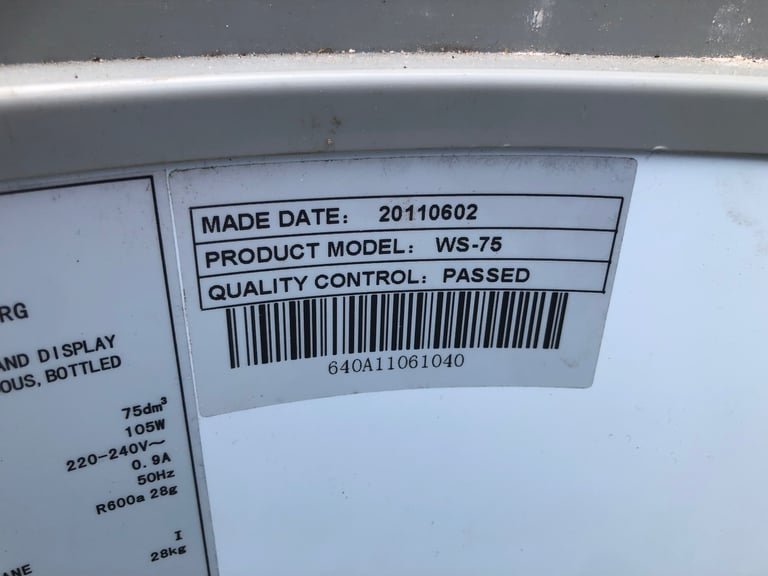 RG
AND DISPLAY
OUS, BOTTLED
75dm³
105W
220-240V~
0.9A
50Hz
R600a 28g
I
28kg
ANE
MADE DATE: 20110602
PRODUCT MODEL: WS-75
QUALITY CONTROL: PASSED
640A11061040